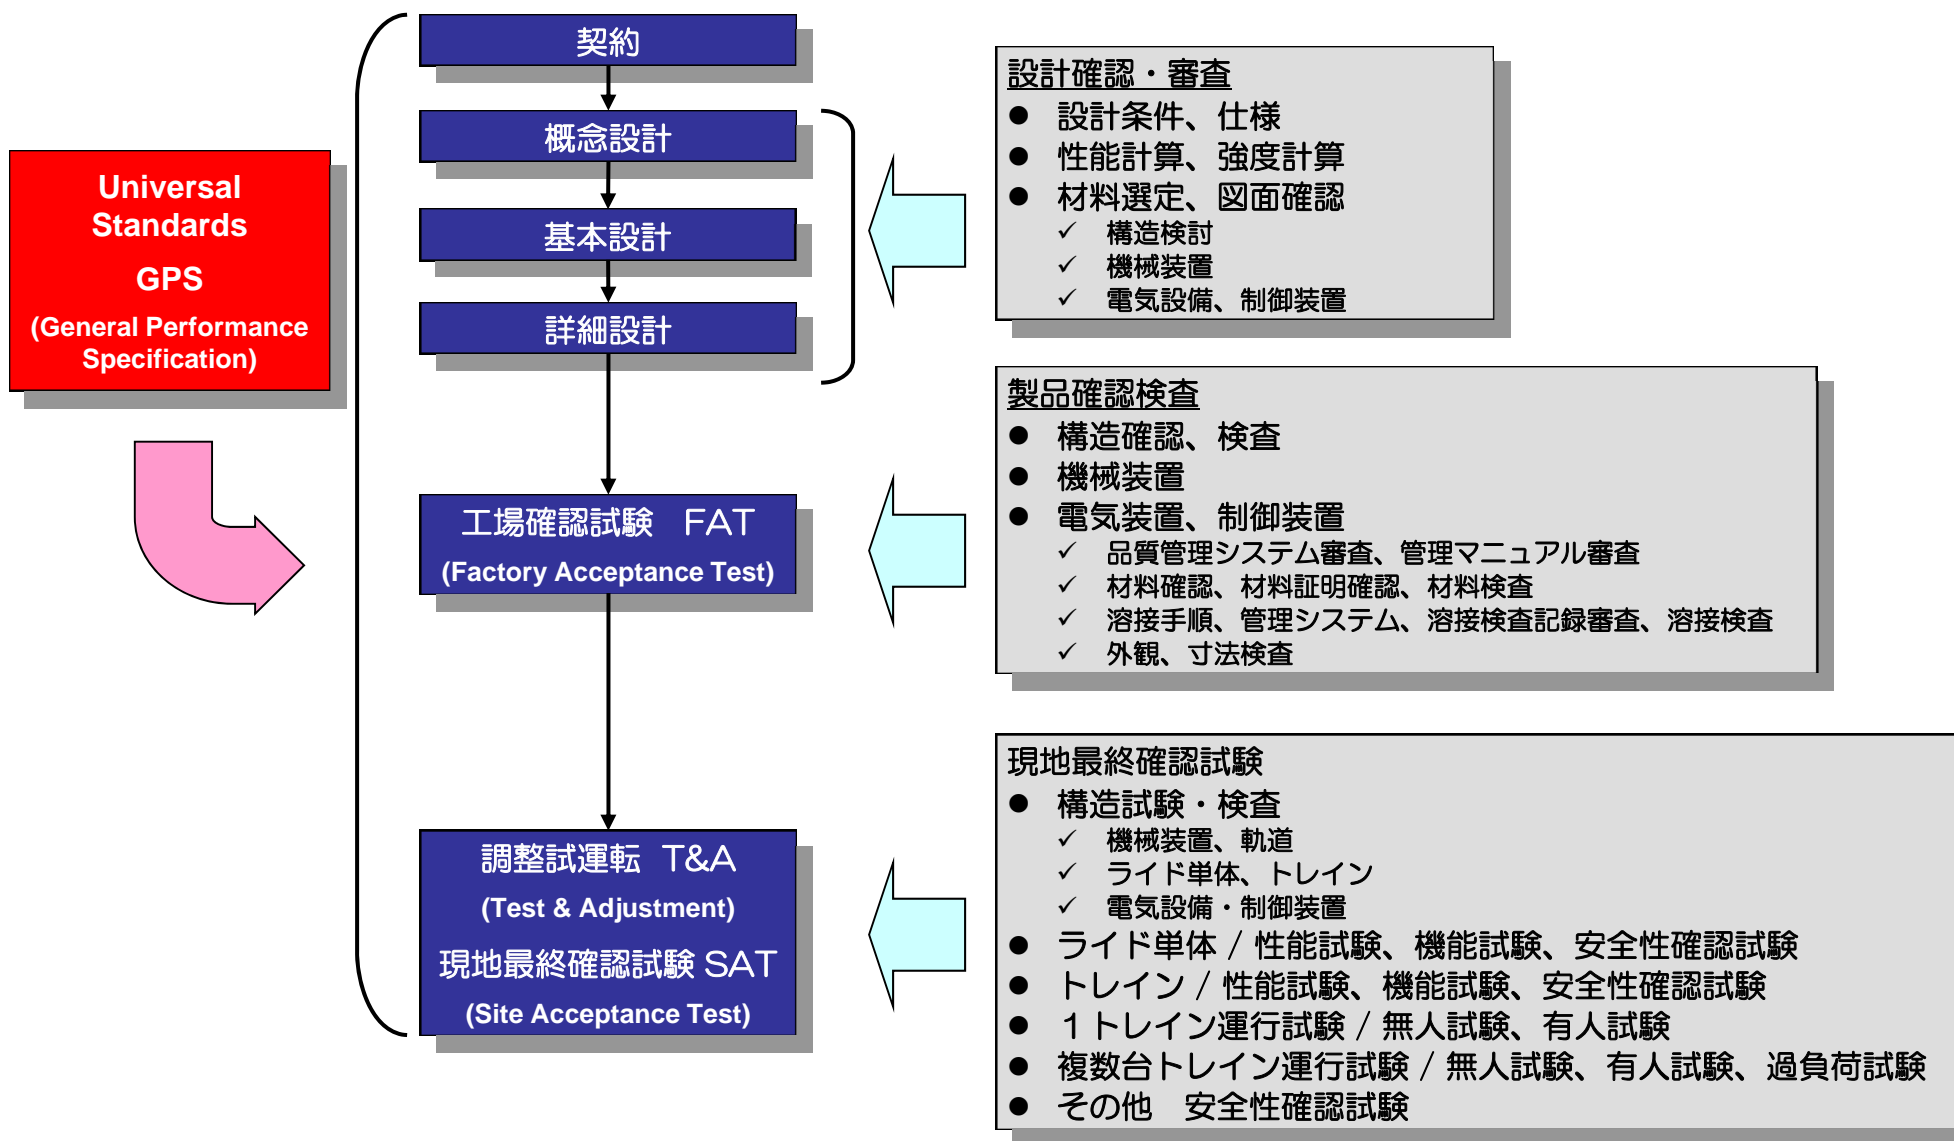 Universal
Standards
GPS
(General Performance
Specification)
契約
概念設計
基本設計
詳細設計
工場確認試験　FAT
(Factory Acceptance Test)
調整試運転　T&A
(Test & Adjustment)
現地最終確認試験 SAT
(Site Acceptance Test)
設計確認・審査
● 設計条件、仕様
● 性能計算、強度計算
● 材料選定、図面確認
✓ 構造検討
✓ 機械装置
✓ 電気設備、制御装置
製品確認検査
● 構造確認、検査
● 機械装置
● 電気装置、制御装置
✓ 品質管理システム審査、管理マニュアル審査
✓ 材料確認、材料証明確認、材料検査
✓ 溶接手順、管理システム、溶接検査記録審査、溶接検査
✓ 外観、寸法検査
現地最終確認試験
● 構造試験・検査
✓ 機械装置、軌道
✓ ライド単体、トレイン
✓ 電気設備・制御装置
● ライド単体 / 性能試験、機能試験、安全性確認試験
● トレイン / 性能試験、機能試験、安全性確認試験
● １トレイン運行試験 / 無人試験、有人試験
● 複数台トレイン運行試験 / 無人試験、有人試験、過負荷試験
● その他　安全性確認試験